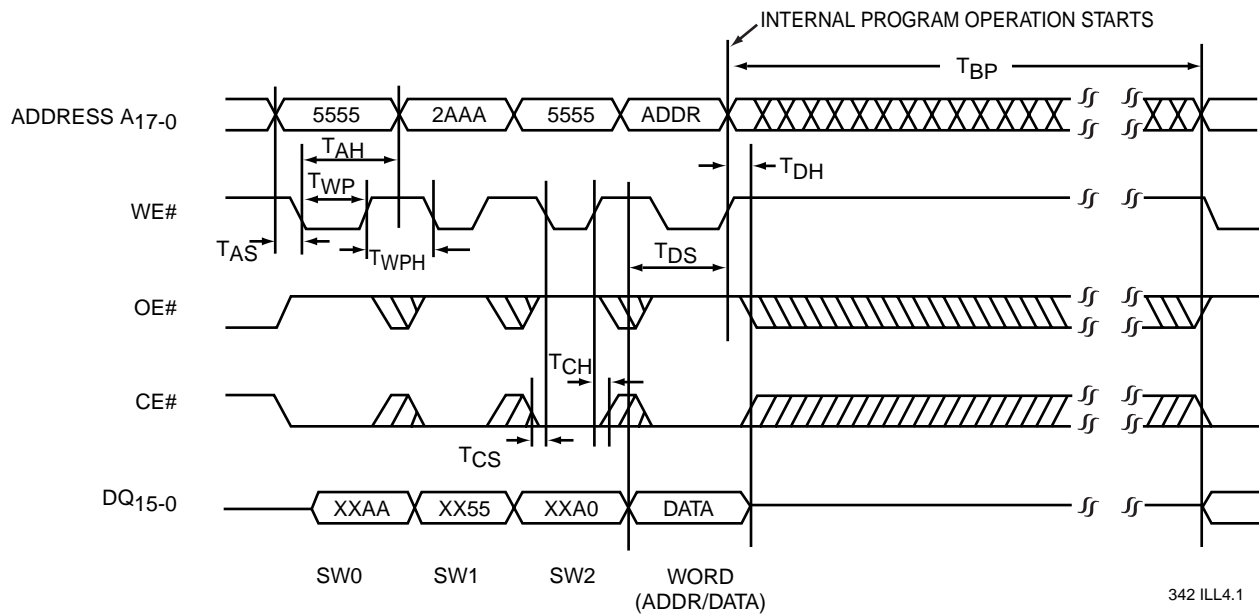 INTERNAL PROGRAM OPERATION STARTS
TBP
ADDRESS A17-0
5555
2AAA
5555
ADDR
TAH
TDH
TWP
WE#
TAS
TWPH
TDS
OE#
TCH
CE#
TCS
DQ15-0
XXAA
XX55
XXA0
DATA
SW0
SW1
SW2
WORD
(ADDR/DATA)
342 ILL4.1